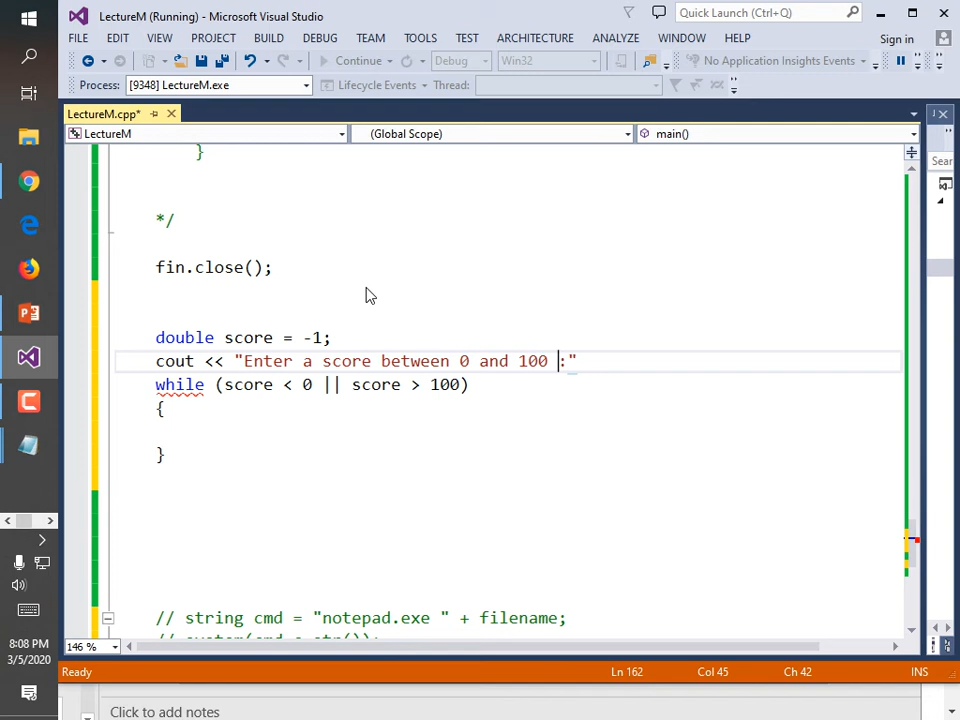 LectureM (Running) - Microsoft Visual Studio
Quick Launch (Ctrl+Q)
FILE EDIT VIEW PROJECT BUILD DEBUG TEAM TOOLS TEST ARCHITECTURE ANALYZE WINDOW HELP
Sign in
Continue Debug Win32 No Application Insights Events
Process: [9348] LectureM.exe Lifecycle Events Thread:
LectureM.cpp*
LectureM (Global Scope) main()
Sear
}
*/
fin.close();
double score = -1;
cout << "Enter a score between 0 and 100 :"
while (score < 0 || score > 100)
{
}
// string cmd = "notepad.exe " + filename;
// system(cmd.c_str());
146 %
Ready Ln 162 Col 45 Ch 42 INS
Click to add notes
8:08 PM
3/5/2020